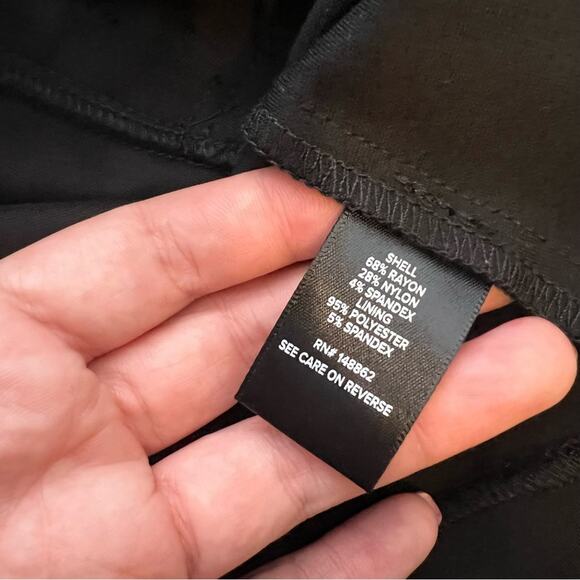 SHELL
68% RAYON
28% NYLON
4% SPANDEX
LINING
95% POLYESTER
5% SPANDEX
RN# 148862
SEE CARE ON REVERSE